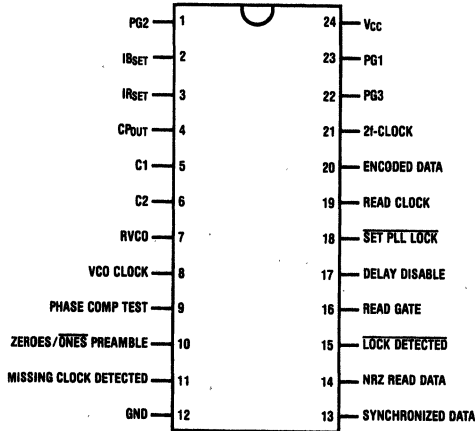 PG2 1 24 VCC
IBSET 2 23 PG1
IRSET 3 22 PG3
CPOUT 4 21 2f-CLOCK
C1 5 20 ENCODED DATA
C2 6 19 READ CLOCK
RVCO 7 18 SET PLL LOCK
VCO CLOCK 8 17 DELAY DISABLE
PHASE COMP TEST 9 16 READ GATE
ZEROES/ONES PREAMBLE 10 15 LOCK DETECTED
MISSING CLOCK DETECTED 11 14 NRZ READ DATA
GND 12 13 SYNCHRONIZED DATA